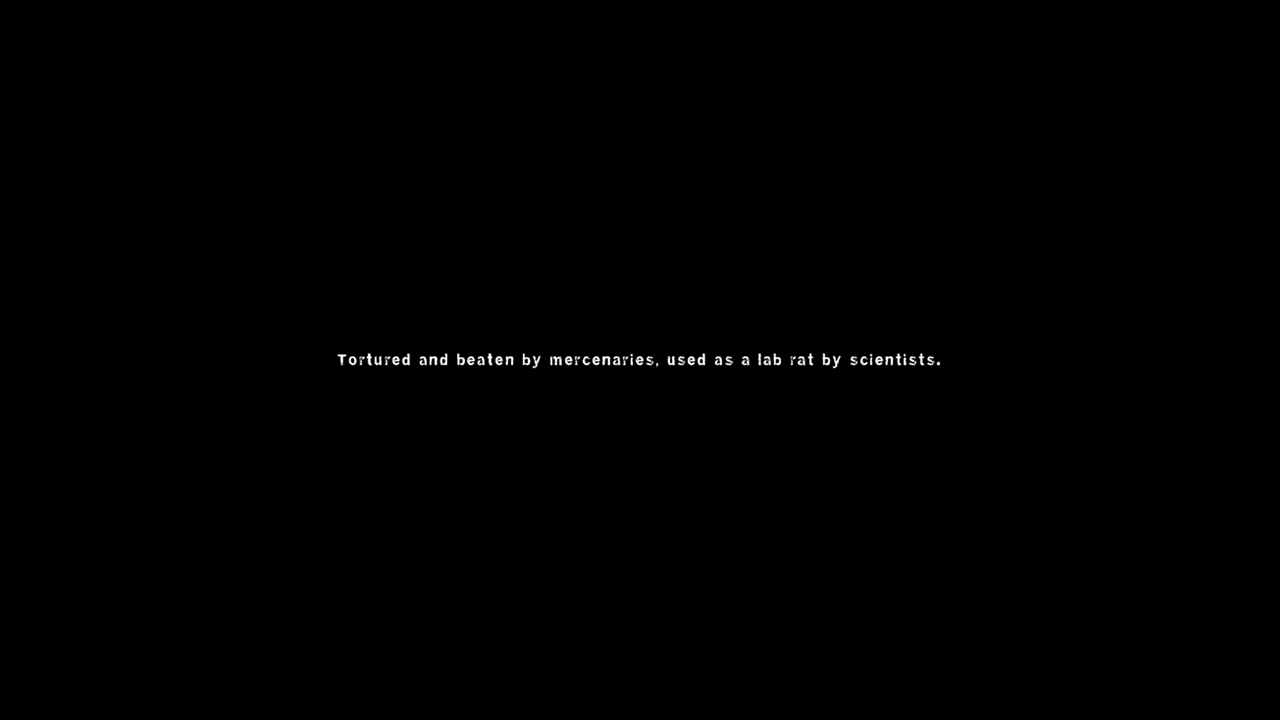 Tortured and beaten by mercenaries, used as a lab rat by scientists.